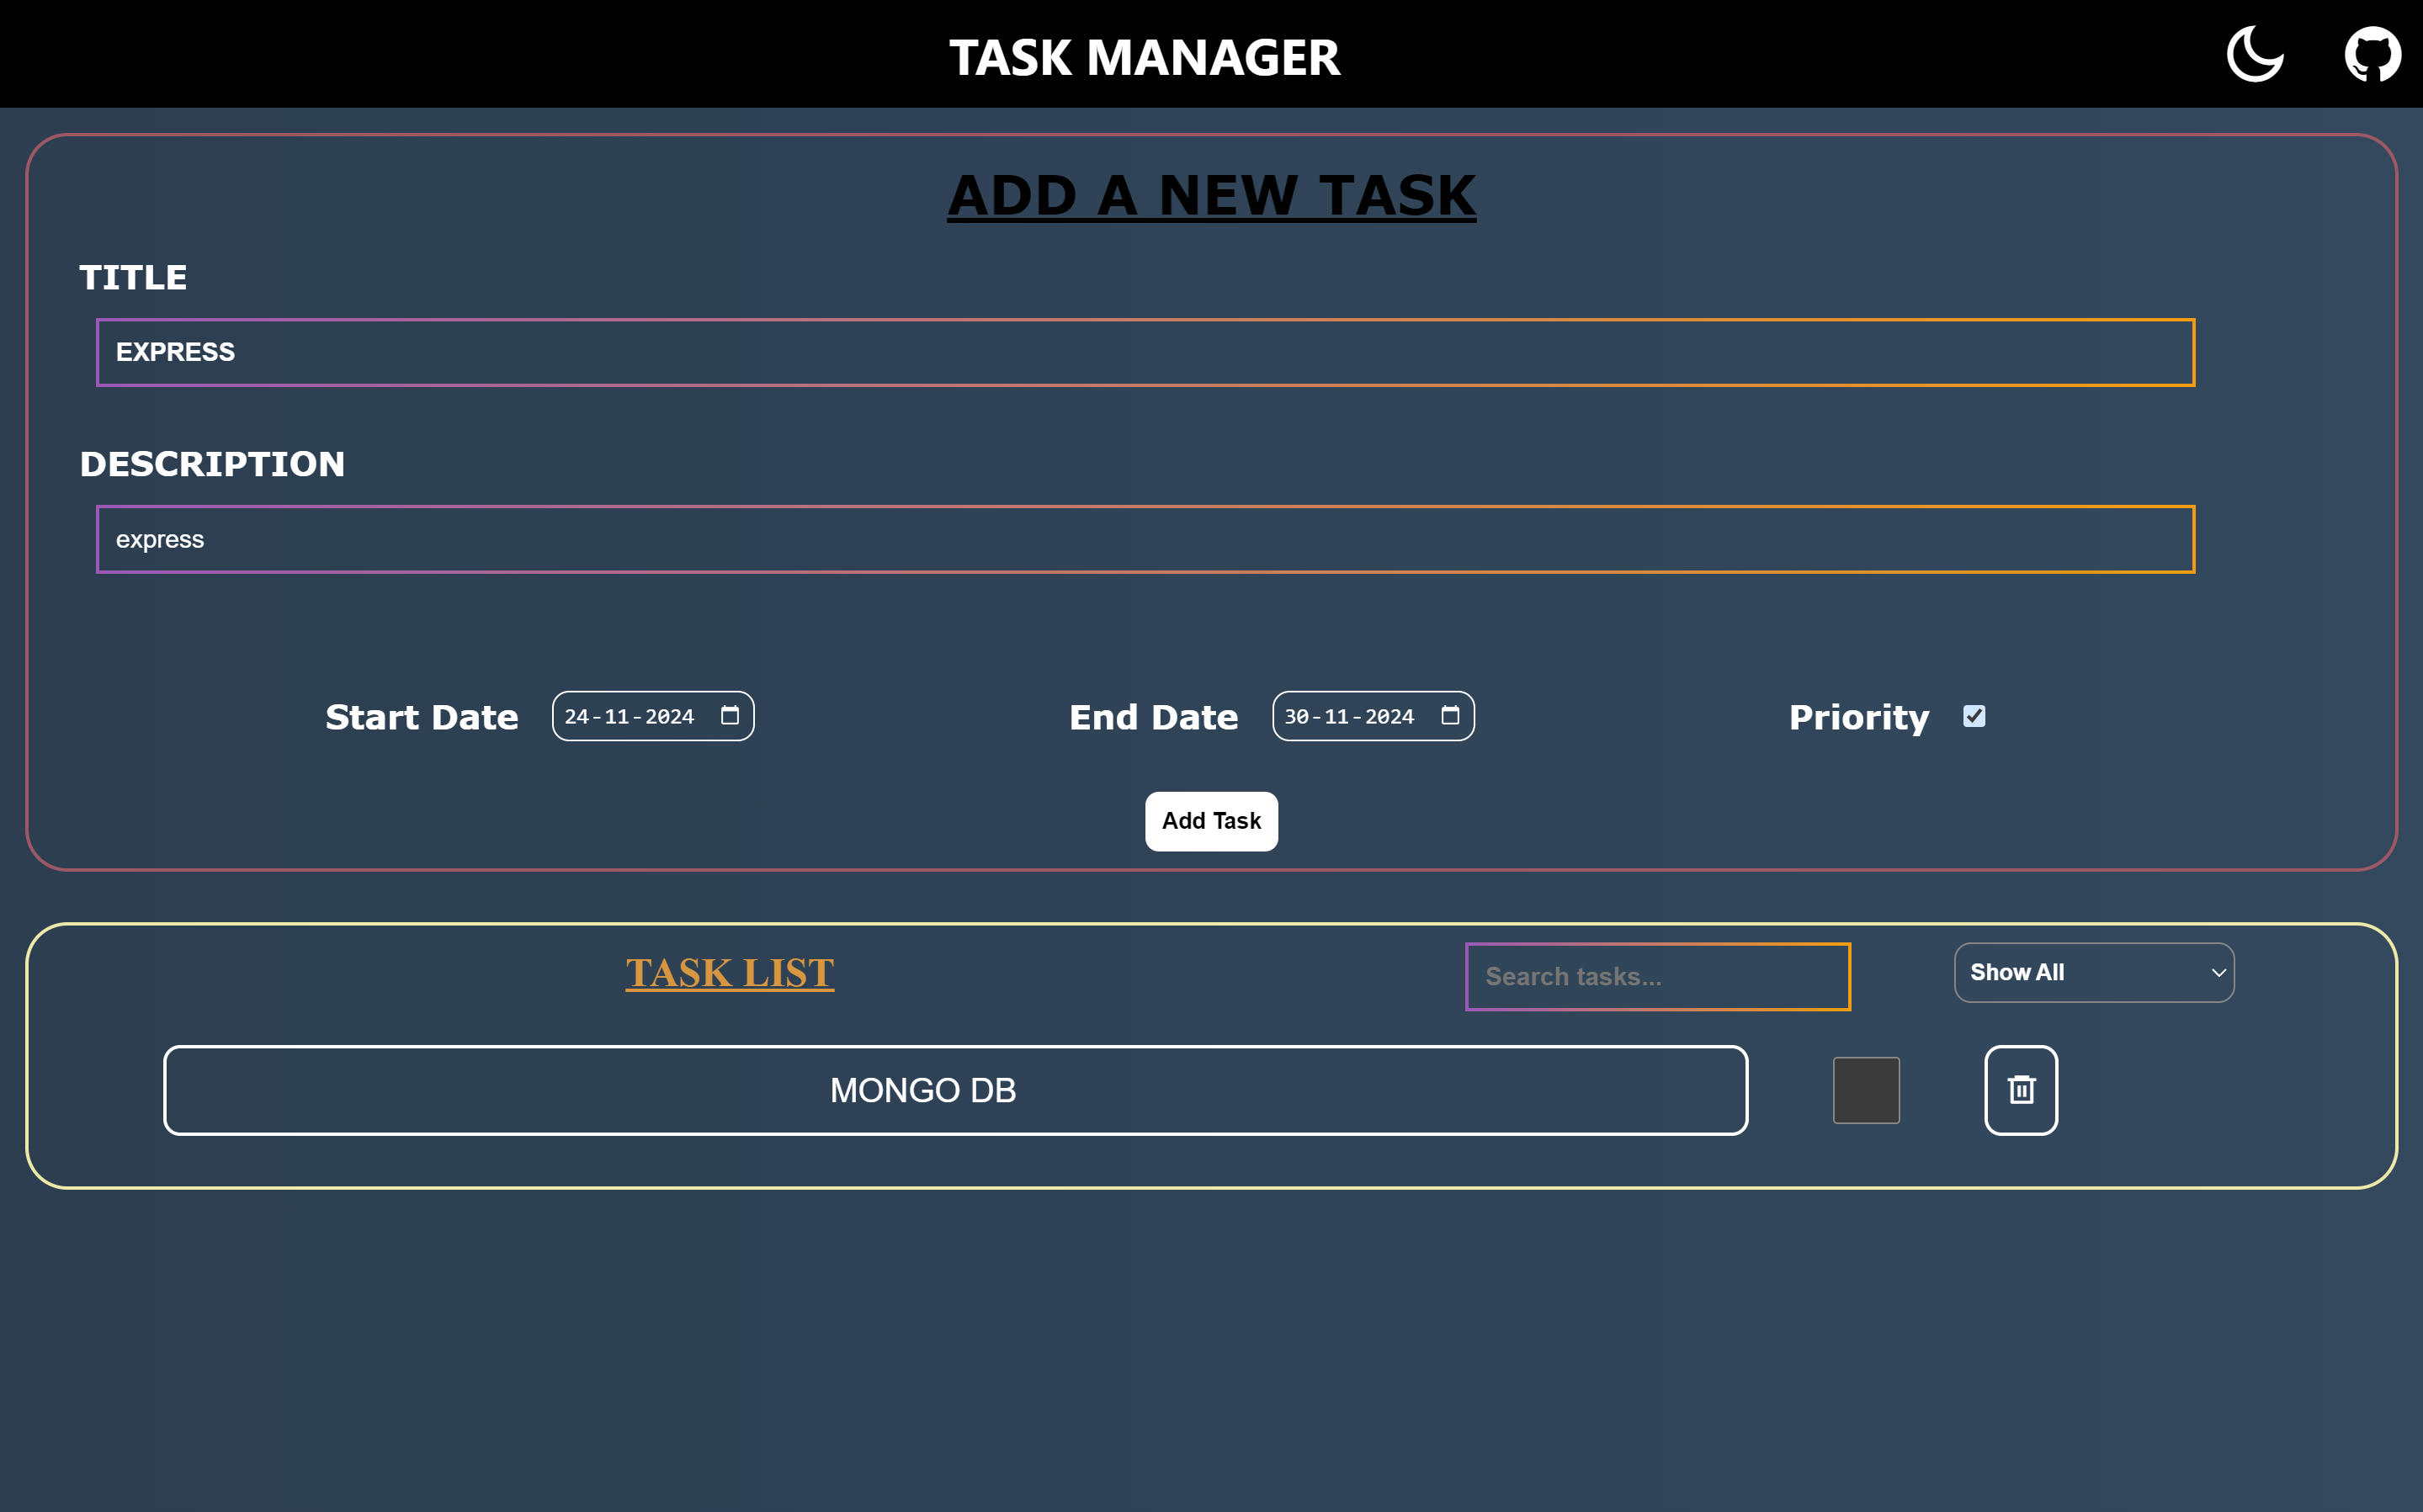 TASK MANAGER
ADD A NEW TASK
TITLE
EXPRESS
DESCRIPTION
express
Start Date 24-11-2024 End Date 30-11-2024 Priority
Add Task
TASK LIST Search tasks... Show All
MONGO DB